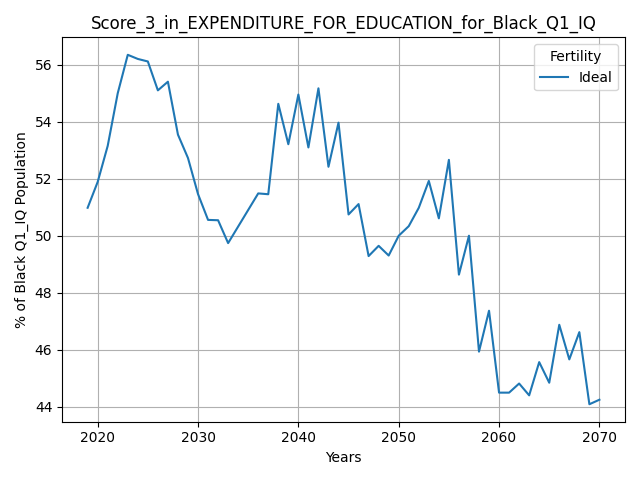 Score_3_in_EXPENDITURE_FOR_EDUCATION_for_Black_Q1_IQ
Fertility
Ideal
% of Black Q1_IQ Population
56
54
52
50
48
46
44
2020 2030 2040 2050 2060 2070
Years